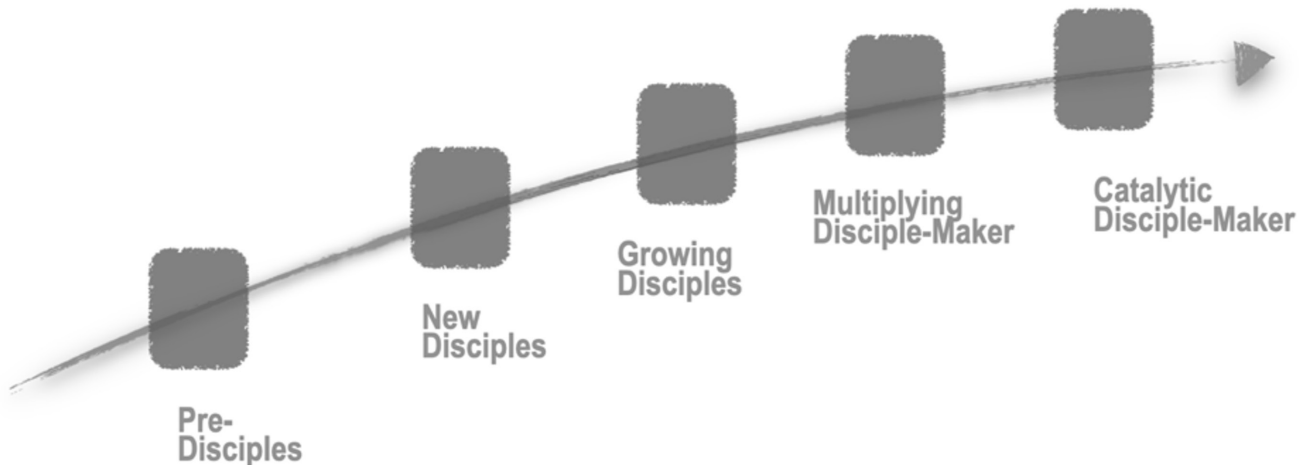 Pre-
Disciples
New
Disciples
Growing
Disciples
Multiplying
Disciple-Maker
Catalytic
Disciple-Maker